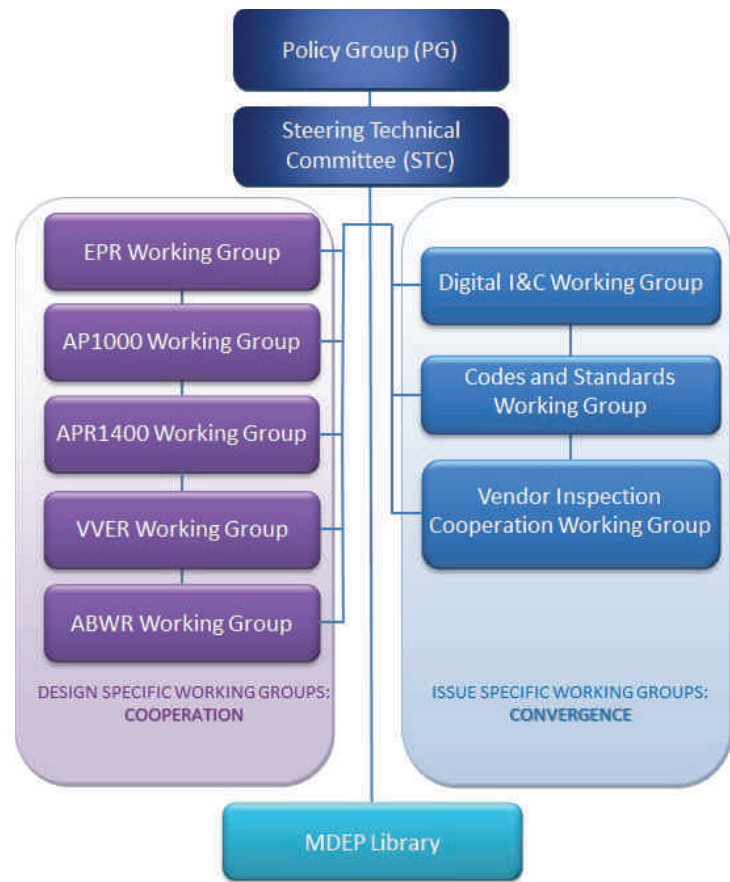 Policy Group (PG)
Steering Technical
Committee (STC)
EPR Working Group
AP1000 Working Group
APR1400 Working Group
VVER Working Group
ABWR Working Group
DESIGN SPECIFIC WORKING GROUPS:
COOPERATION
Digital I&C Working Group
Codes and Standards
Working Group
Vendor Inspection
Cooperation Working Group
ISSUE SPECIFIC WORKING GROUPS:
CONVERGENCE
MDEP Library